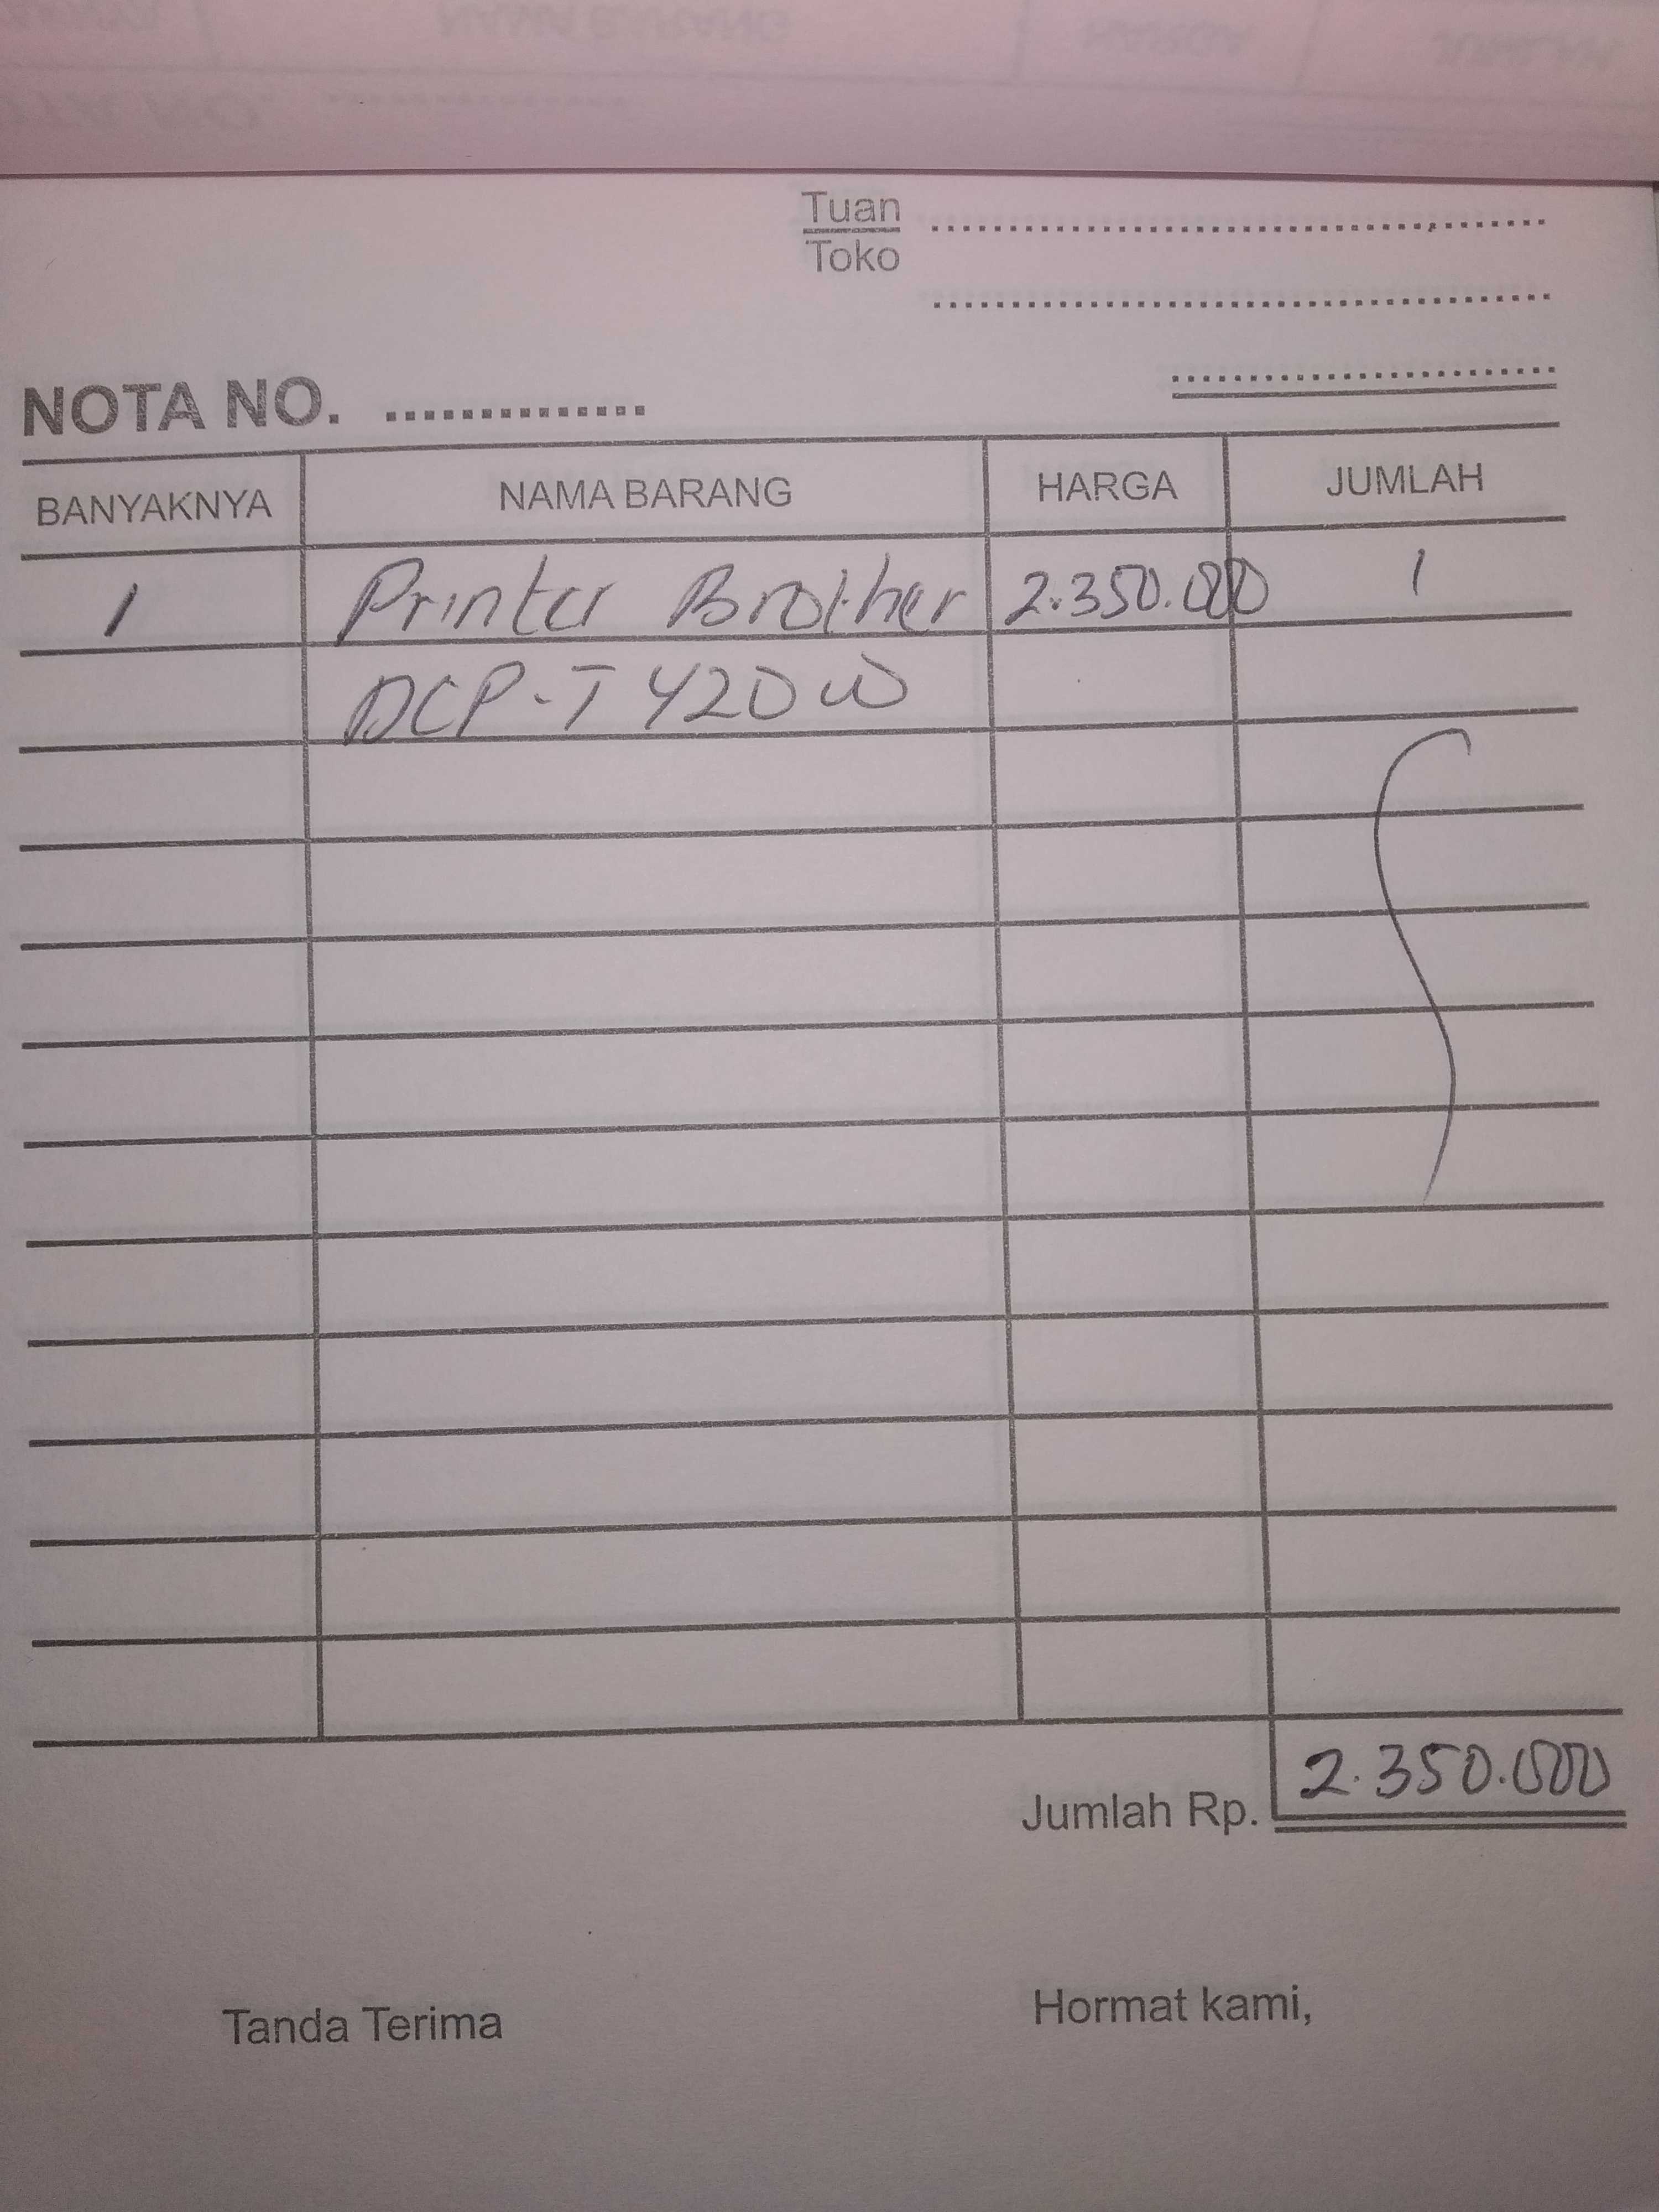 Tuan
Toko
NOTA NO. ..............
BANYAKNYA NAMA BARANG HARGA JUMLAH
1 Printer Brother 2.350.000 1
DCP-T420W
Jumlah Rp. 2.350.000
Tanda Terima Hormat kami,